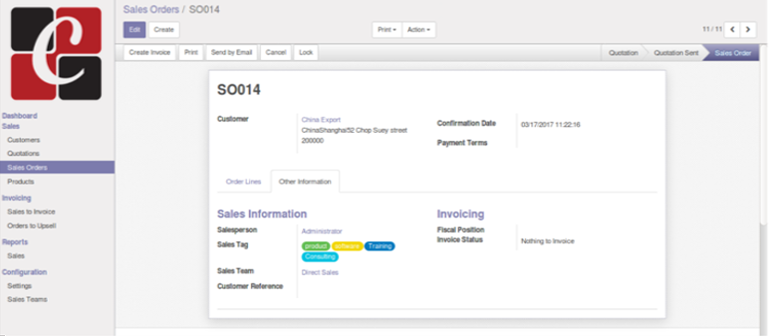 Sales Orders / SO014
Edit Create Print Action 11 / 11
Create Invoice Print Send by Email Cancel Lock Quotation Quotation Sent Sales Order
Dashboard
Sales
Customers
Quotations
Sales Orders
Products
Invoicing
Sales to Invoice
Orders to Upsell
Reports
Sales
Configuration
Settings
Sales Teams
SO014
Customer China Export
ChinaShanghai52 Chop Suey street
200000
Confirmation Date 03/17/2017 11:22:16
Payment Terms
Order Lines Other Information
Sales Information
Salesperson Administrator
Sales Tag product software Training
Consulting
Sales Team Direct Sales
Customer Reference
Invoicing
Fiscal Position
Invoice Status Nothing to Invoice